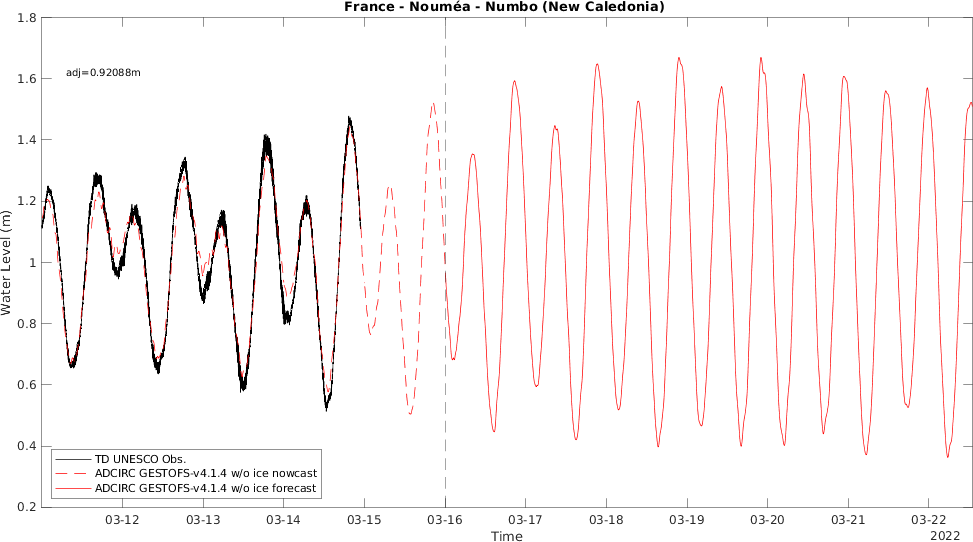 France - Nouméa - Numbo (New Caledonia)
1.8
1.6
1.4
1.2
1
0.8
0.6
0.4
0.2
Water Level (m)
adj=0.92088m
TD UNESCO Obs.
ADCIRC GESTOFS-v4.1.4 w/o ice nowcast
ADCIRC GESTOFS-v4.1.4 w/o ice forecast
03-12 03-13 03-14 03-15 03-16 03-17 03-18 03-19 03-20 03-21 03-22
2022
Time